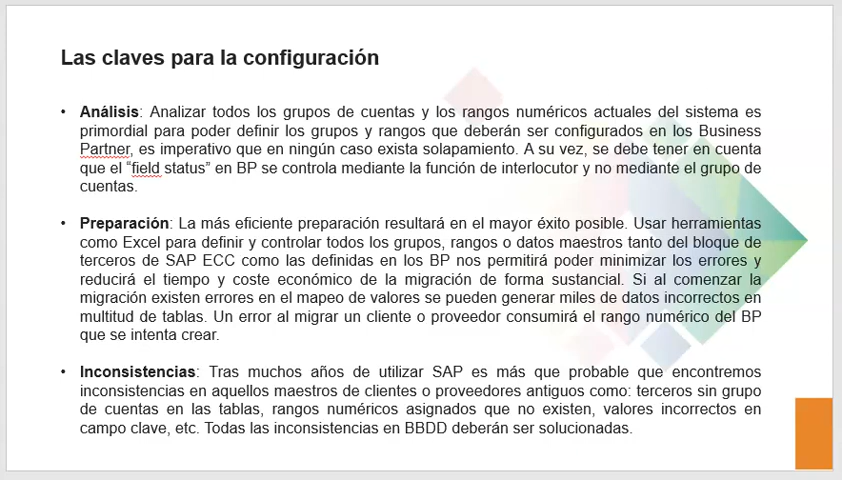 Las claves para la configuración
• Análisis: Analizar todos los grupos de cuentas y los rangos numéricos actuales del sistema es
primordial para poder definir los grupos y rangos que deberán ser configurados en los Business
Partner, es imperativo que en ningún caso exista solapamiento. A su vez, se debe tener en cuenta
que el “field status” en BP se controla mediante la función de interlocutor y no mediante el grupo de
cuentas.
• Preparación: La más eficiente preparación resultará en el mayor éxito posible. Usar herramientas
como Excel para definir y controlar todos los grupos, rangos o datos maestros tanto del bloque de
terceros de SAP ECC como las definidas en los BP nos permitirá poder minimizar los errores y
reducirá el tiempo y coste económico de la migración de forma sustancial. Si al comenzar la
migración existen errores en el mapeo de valores se pueden generar miles de datos incorrectos en
multitud de tablas. Un error al migrar un cliente o proveedor consumirá el rango numérico del BP
que se intenta crear.
• Inconsistencias: Tras muchos años de utilizar SAP es más que probable que encontremos
inconsistencias en aquellos maestros de clientes o proveedores antiguos como: terceros sin grupo
de cuentas en las tablas, rangos numéricos asignados que no existen, valores incorrectos en
campo clave, etc. Todas las inconsistencias en BBDD deberán ser solucionadas.